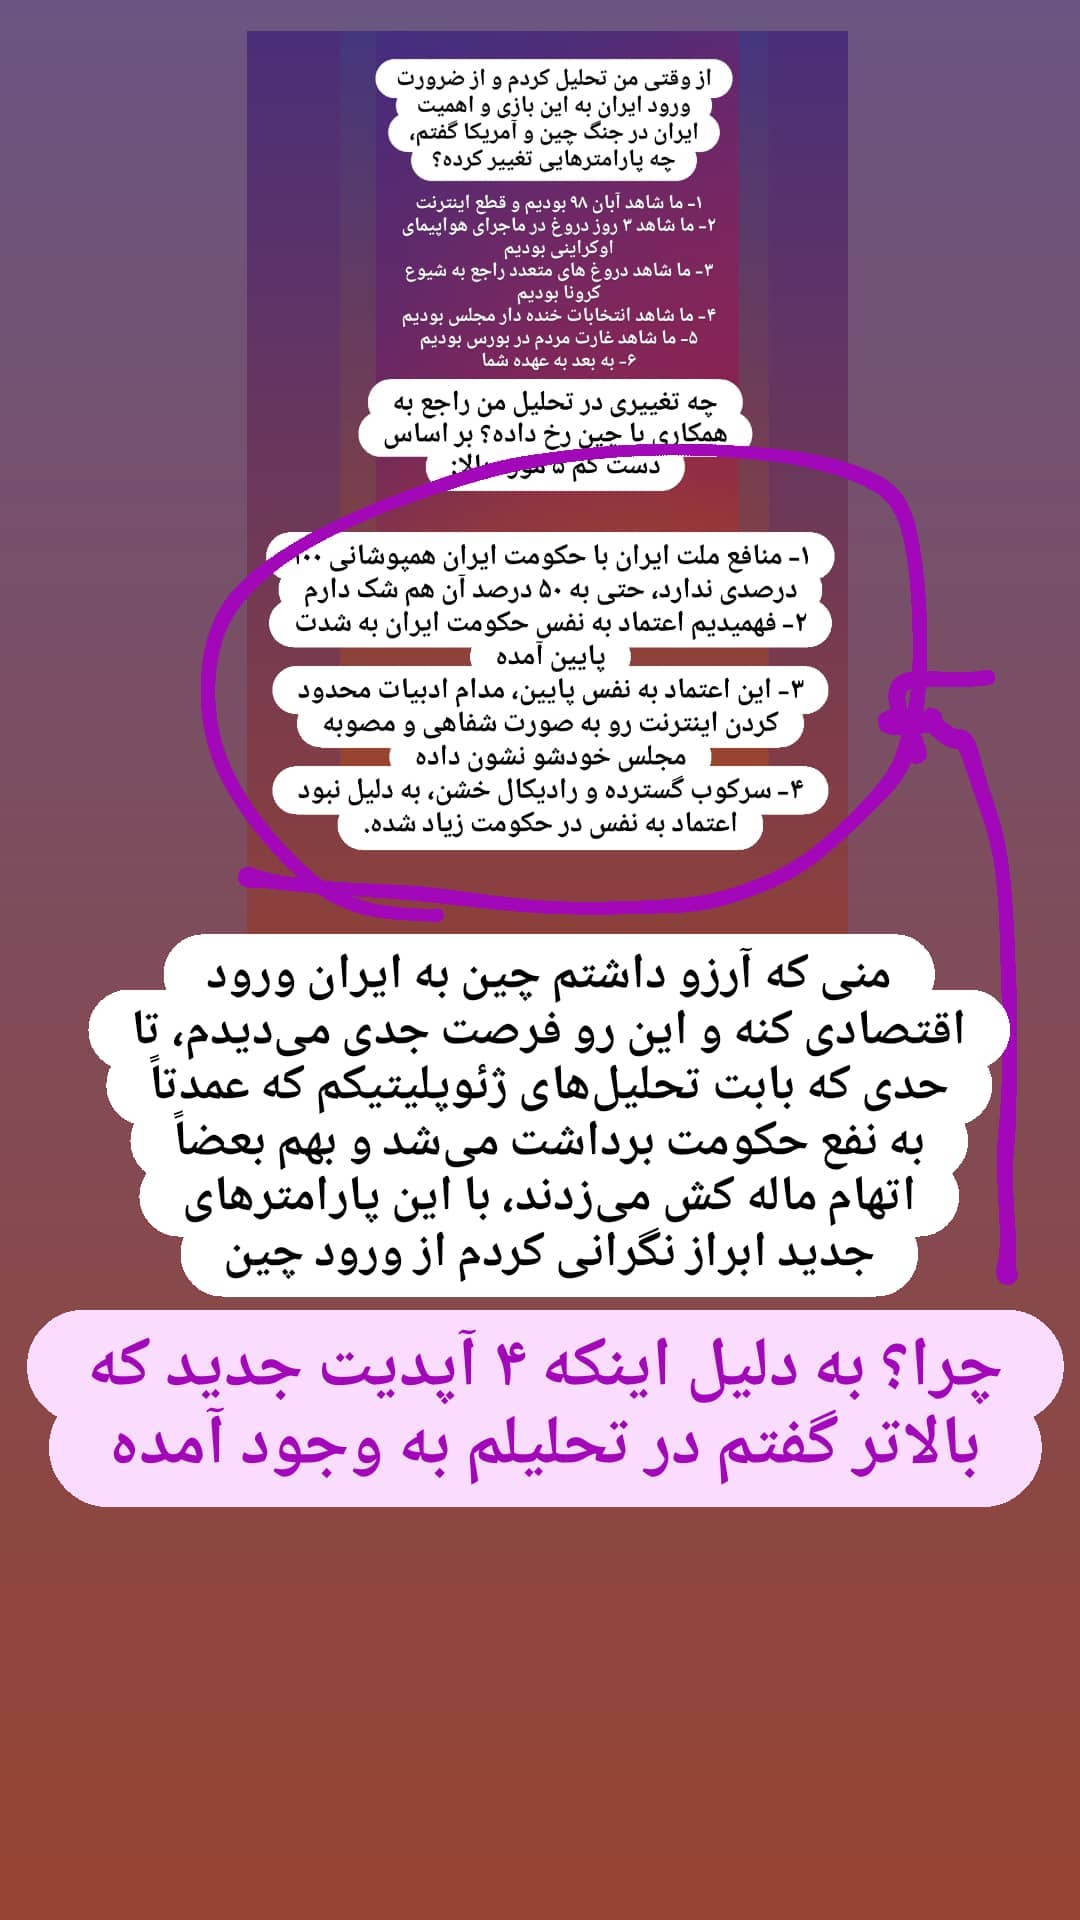 از وقتی من تحلیل کردم و از ضرورت
ورود ایران به این بازی و اهمیت
ایران در جنگ چین و آمریکا گفتم،
چه پارامترهایی تغییر کرده؟
۱- ما شاهد آبان ۹۸ بودیم و قطع اینترنت
۲- ما شاهد ۳ روز دروغ در ماجرای هواپیمای
اوکراینی بودیم
۳- ما شاهد دروغ های متعدد راجع به شیوع
کرونا بودیم
۴- ما شاهد انتخابات خنده دار مجلس بودیم
۵- ما شاهد غارت مردم در بورس بودیم
۶- به بعد به عهده شما
چه تغییری در تحلیل من راجع به
همکاری با چین رخ داده؟ بر اساس
دست کم ۵ مورد بالا:
۱- منافع ملت ایران با حکومت ایران همپوشانی ۱۰۰
درصدی ندارد، حتی به ۵۰ درصد آن هم شک دارم
۲- فهمیدیم اعتماد به نفس حکومت ایران به شدت
پایین آمده
۳- این اعتماد به نفس پایین، مدام ادبیات محدود
کردن اینترنت رو به صورت شفاهی و مصوبه
مجلس خودشو نشون داده
۴- سرکوب گسترده و رادیکال خشن، به دلیل نبود
اعتماد به نفس در حکومت زیاد شده.
منی که آرزو داشتم چین به ایران ورود
اقتصادی کنه و این رو فرصت جدی می‌دیدم، تا
حدی که بابت تحلیل‌های ژئوپلیتیکم که عمدتاً
به نفع حکومت برداشت می‌شد و بهم بعضاً
اتهام ماله کش می‌زدند، با این پارامترهای
جدید ابراز نگرانی کردم از ورود چین
چرا؟ به دلیل اینکه ۴ آپدیت جدید که
بالاتر گفتم در تحلیلم به وجود آمده